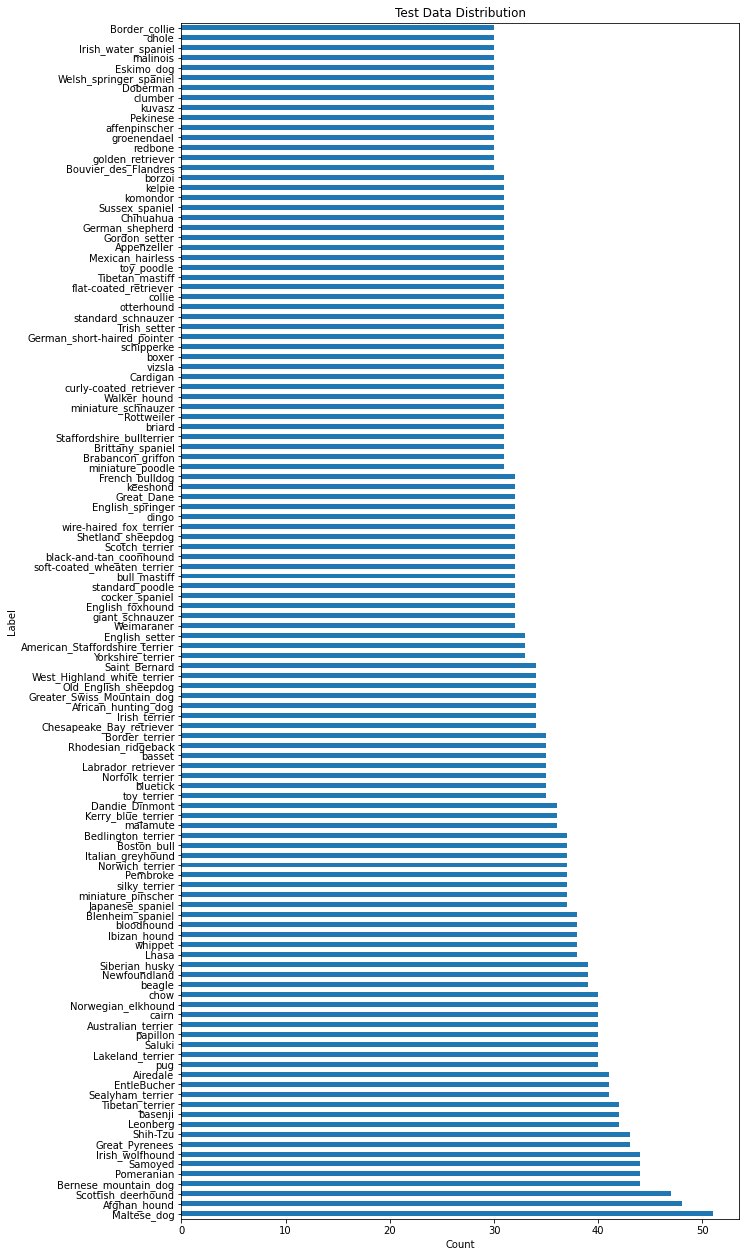 Test Data Distribution
Border_collie
dhole
Irish_water_spaniel
malinois
Eskimo_dog
Welsh_springer_spaniel
Doberman
clumber
kuvasz
Pekinese
affenpinscher
groenendael
redbone
golden_retriever
Bouvier_des_Flandres
borzoi
kelpie
komondor
Sussex_spaniel
Chihuahua
German_shepherd
Gordon_setter
Appenzeller
Mexican_hairless
toy_poodle
Tibetan_mastiff
flat-coated_retriever
collie
otterhound
standard_schnauzer
Irish_setter
German_short-haired_pointer
schipperke
boxer
vizsla
Cardigan
curly-coated_retriever
Walker_hound
miniature_schnauzer
Rottweiler
briard
Staffordshire_bullterrier
Brittany_spaniel
Brabancon_griffon
miniature_poodle
French_bulldog
keeshond
Great_Dane
English_springer
dingo
wire-haired_fox_terrier
Shetland_sheepdog
Scotch_terrier
black-and-tan_coonhound
soft-coated_wheaten_terrier
bull_mastiff
standard_poodle
cocker_spaniel
English_foxhound
giant_schnauzer
Weimaraner
English_setter
American_Staffordshire_terrier
Yorkshire_terrier
Saint_Bernard
West_Highland_white_terrier
Old_English_sheepdog
Greater_Swiss_Mountain_dog
African_hunting_dog
Irish_terrier
Chesapeake_Bay_retriever
Border_terrier
Rhodesian_ridgeback
basset
Labrador_retriever
Norfolk_terrier
bluetick
toy_terrier
Dandie_Dinmont
Kerry_blue_terrier
malamute
Bedlington_terrier
Boston_bull
Italian_greyhound
Norwich_terrier
Pembroke
silky_terrier
miniature_pinscher
Japanese_spaniel
Blenheim_spaniel
bloodhound
Ibizan_hound
whippet
Lhasa
Siberian_husky
Newfoundland
beagle
chow
Norwegian_elkhound
cairn
Australian_terrier
papillon
Saluki
Lakeland_terrier
pug
Airedale
EntleBucher
Sealyham_terrier
Tibetan_terrier
basenji
Leonberg
Shih-Tzu
Great_Pyrenees
Irish_wolfhound
Samoyed
Pomeranian
Bernese_mountain_dog
Scottish_deerhound
Afghan_hound
Maltese_dog
Label
0 10 20 30 40 50
Count